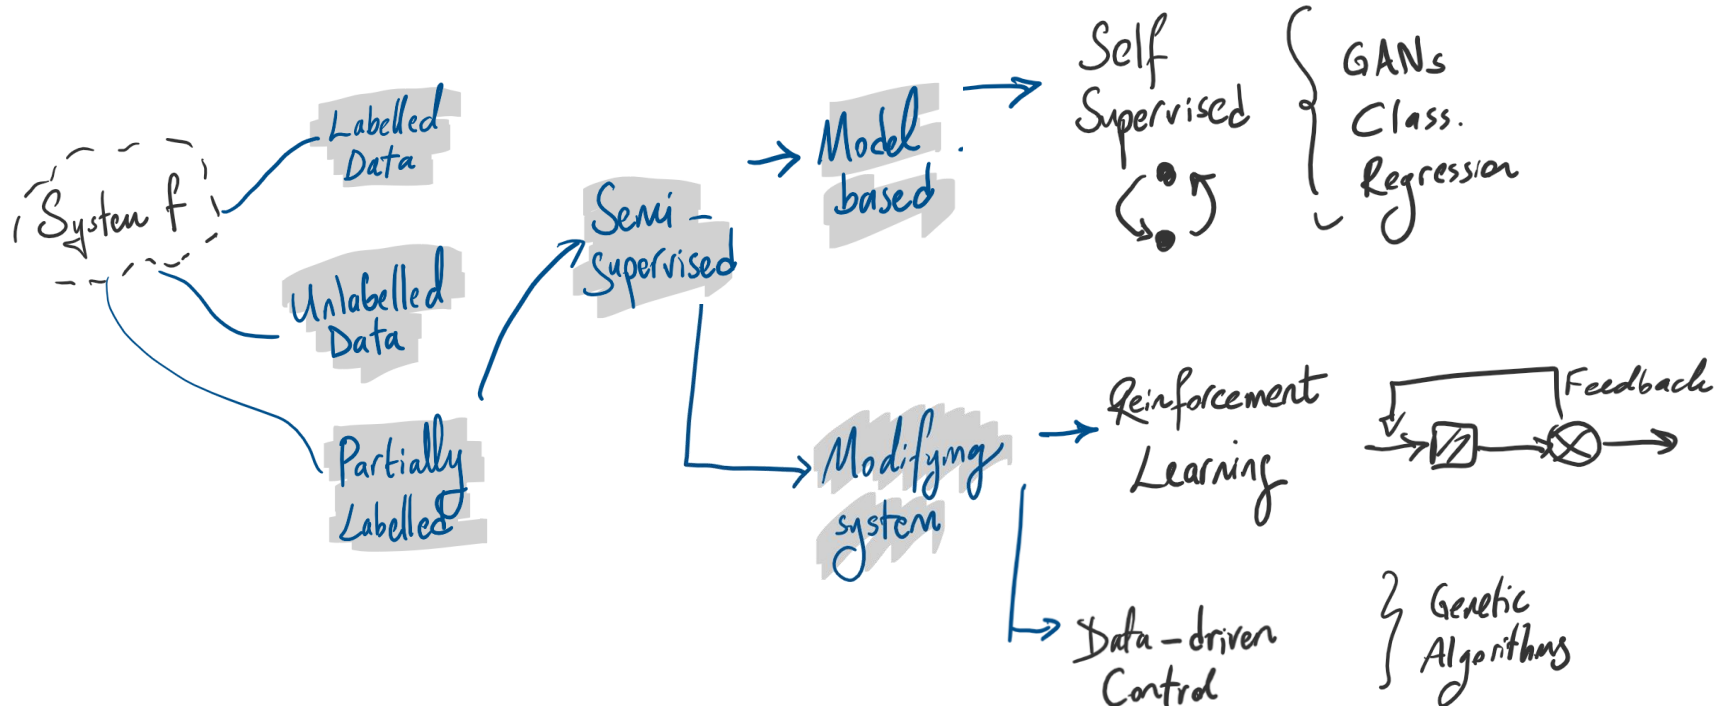 System f
Labelled
Data
Unlabelled
Data
Partially
Labelled
Semi-
Supervised
Model
based
Self
Supervised
GANs
Class.
Regression
Modifying
system
Reinforcement
Learning
Feedback
Data-driven
Control
Genetic
Algorithms